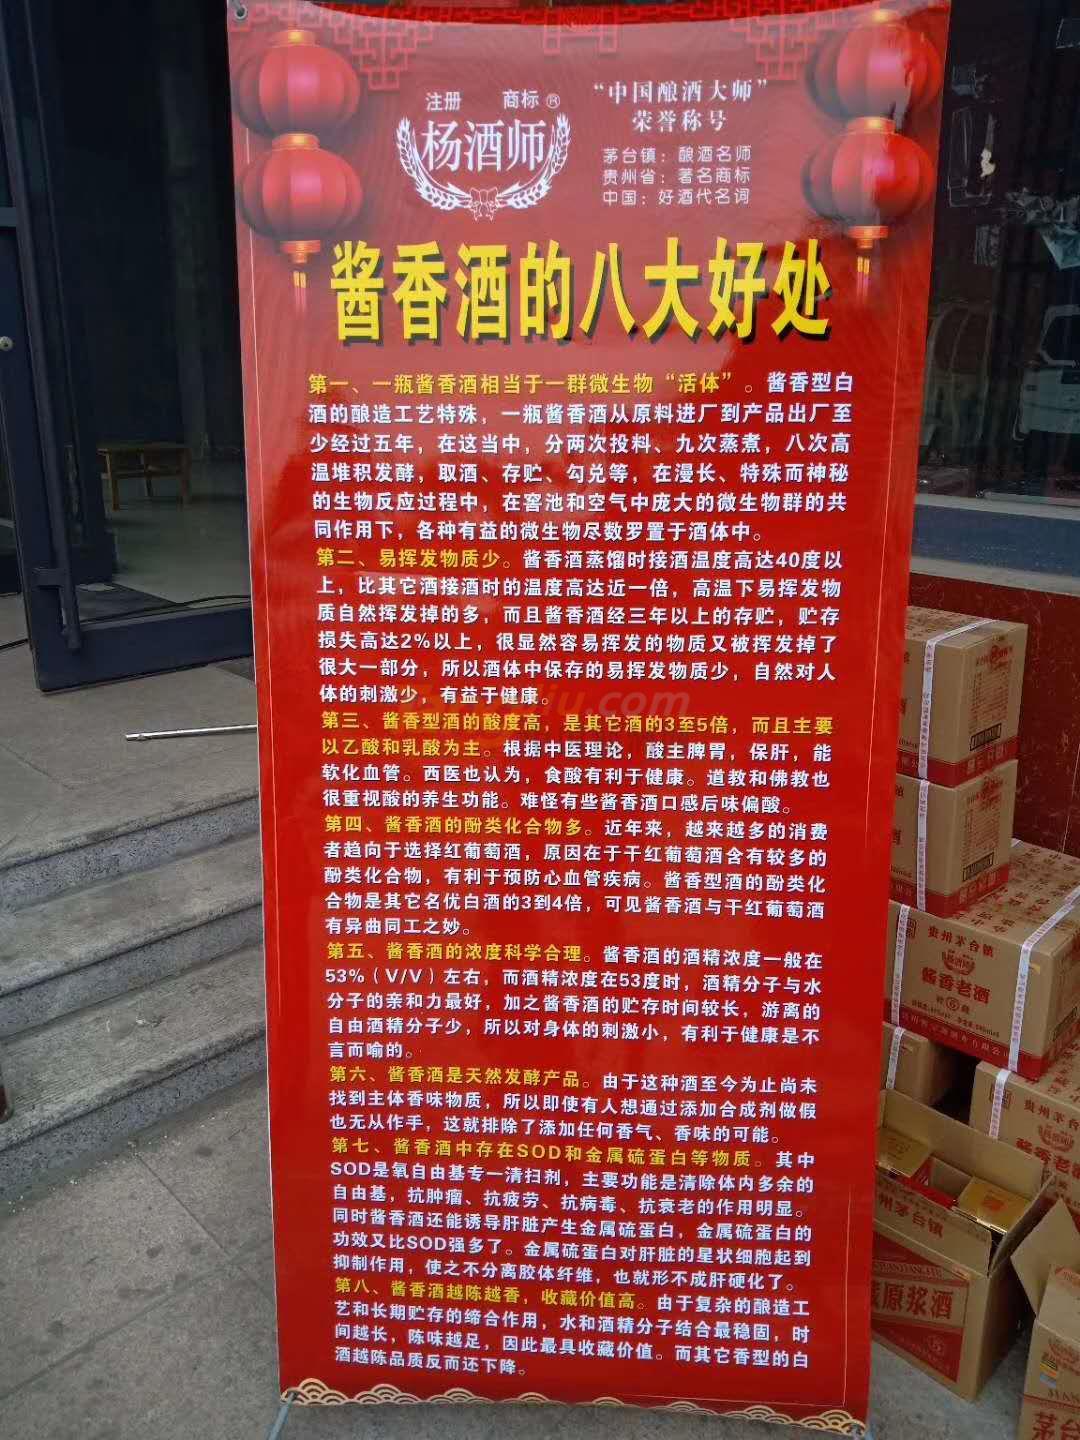 注册 商标®
杨酒师
“中国酿酒大师”
荣誉称号
茅台镇：酿酒名师
贵州省：著名商标
中国：好酒代名词
酱香酒的八大好处
第一、一瓶酱香酒相当于一群微生物“活体”。酱香型白
酒的酿造工艺特殊，一瓶酱香酒从原料进厂到产品出厂至
少经过五年，在这当中，分两次投料、九次蒸煮，八次高
温堆积发酵，取酒、存贮、勾兑等，在漫长、特殊而神秘
的生物反应过程中，在窖池和空气中庞大的微生物群的共
同作用下，各种有益的微生物尽数罗置于酒体中。
第二、易挥发物质少。酱香酒蒸馏时接酒温度高达40度以
上，比其它酒接酒时的温度高达近一倍，高温下易挥发物
质自然挥发掉的多，而且酱香酒经三年以上的存贮，贮存
损失高达2%以上，很显然容易挥发的物质又被挥发掉了
很大一部分，所以酒体中保存的易挥发物质少，自然对人
体的刺激少，有益于健康。
第三、酱香型酒的酸度高，是其它酒的3至5倍，而且主要
以乙酸和乳酸为主。根据中医理论，酸主脾胃，保肝，能
软化血管。西医也认为，食酸有利于健康。道教和佛教也
很重视酸的养生功能。难怪有些酱香酒口感后味偏酸。
第四、酱香酒的酚类化合物多。近年来，越来越多的消费
者趋向于选择红葡萄酒，原因在于干红葡萄酒含有较多的
酚类化合物，有利于预防心血管疾病。酱香型酒的酚类化
合物是其它名优白酒的3到4倍，可见酱香酒与干红葡萄酒
有异曲同工之妙。
第五、酱香酒的浓度科学合理。酱香酒的酒精浓度一般在
53%（V/V）左右，而酒精浓度在53度时，酒精分子与水
分子的亲和力最好，加之酱香酒的贮存时间较长，游离的
自由酒精分子少，所以对身体的刺激小，有利于健康是不
言而喻的。
第六、酱香酒是天然发酵产品。由于这种酒至今为止尚未
找到主体香味物质，所以即使有人想通过添加合成剂做假
也无从作手，这就排除了添加任何香气、香味的可能。
第七、酱香酒中存在SOD和金属硫蛋白等物质。其中
SOD是氧自由基专一清扫剂，主要功能是清除体内多余的
自由基，抗肿瘤、抗疲劳、抗病毒、抗衰老的作用明显。
同时酱香酒还能诱导肝脏产生金属硫蛋白，金属硫蛋白的
功效又比SOD强多了。金属硫蛋白对肝脏的星状细胞起到
抑制作用，使之不分离胶体纤维，也就形不成肝硬化了。
第八、酱香酒越陈越香，收藏价值高。由于复杂的酿造工
艺和长期贮存的缔合作用，水和酒精分子结合最稳固，时
间越长，陈味越足，因此最具收藏价值。而其它香型的白
酒越陈品质反而还下降。
贵州茅台镇
酱香老酒
贵州茅台镇
茅台镇
原浆酒